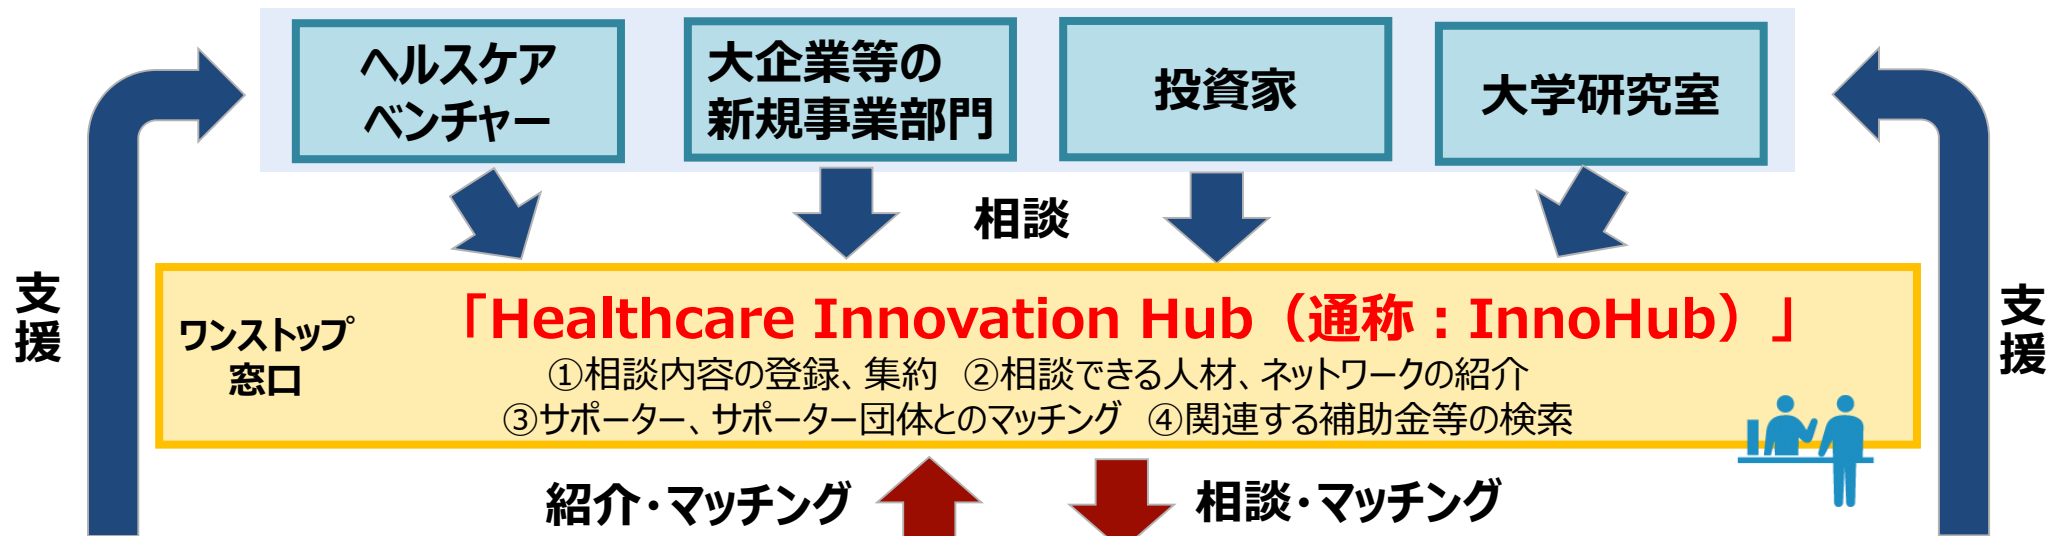 ヘルスケア
ベンチャー
大企業等の
新規事業部門
投資家
大学研究室
相談
支援
支援
ワンストップ
窓口
「Healthcare Innovation Hub（通称：InnoHub）」
①相談内容の登録、集約　②相談できる人材、ネットワークの紹介
③サポーター、サポーター団体とのマッチング　④関連する補助金等の検索
紹介・マッチング
相談・マッチング